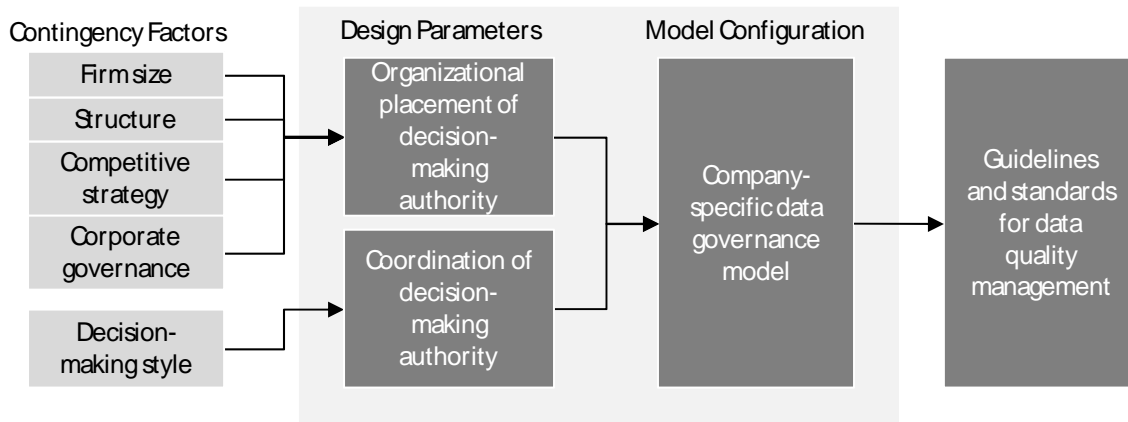 Contingency Factors
Firm size
Structure
Competitive
strategy
Corporate
governance
Decision-
making style
Design Parameters
Organizational
placement of
decision-
making
authority
Coordination of
decision-
making
authority
Model Configuration
Company-
specific data
governance
model
Guidelines
and standards
for data
quality
management